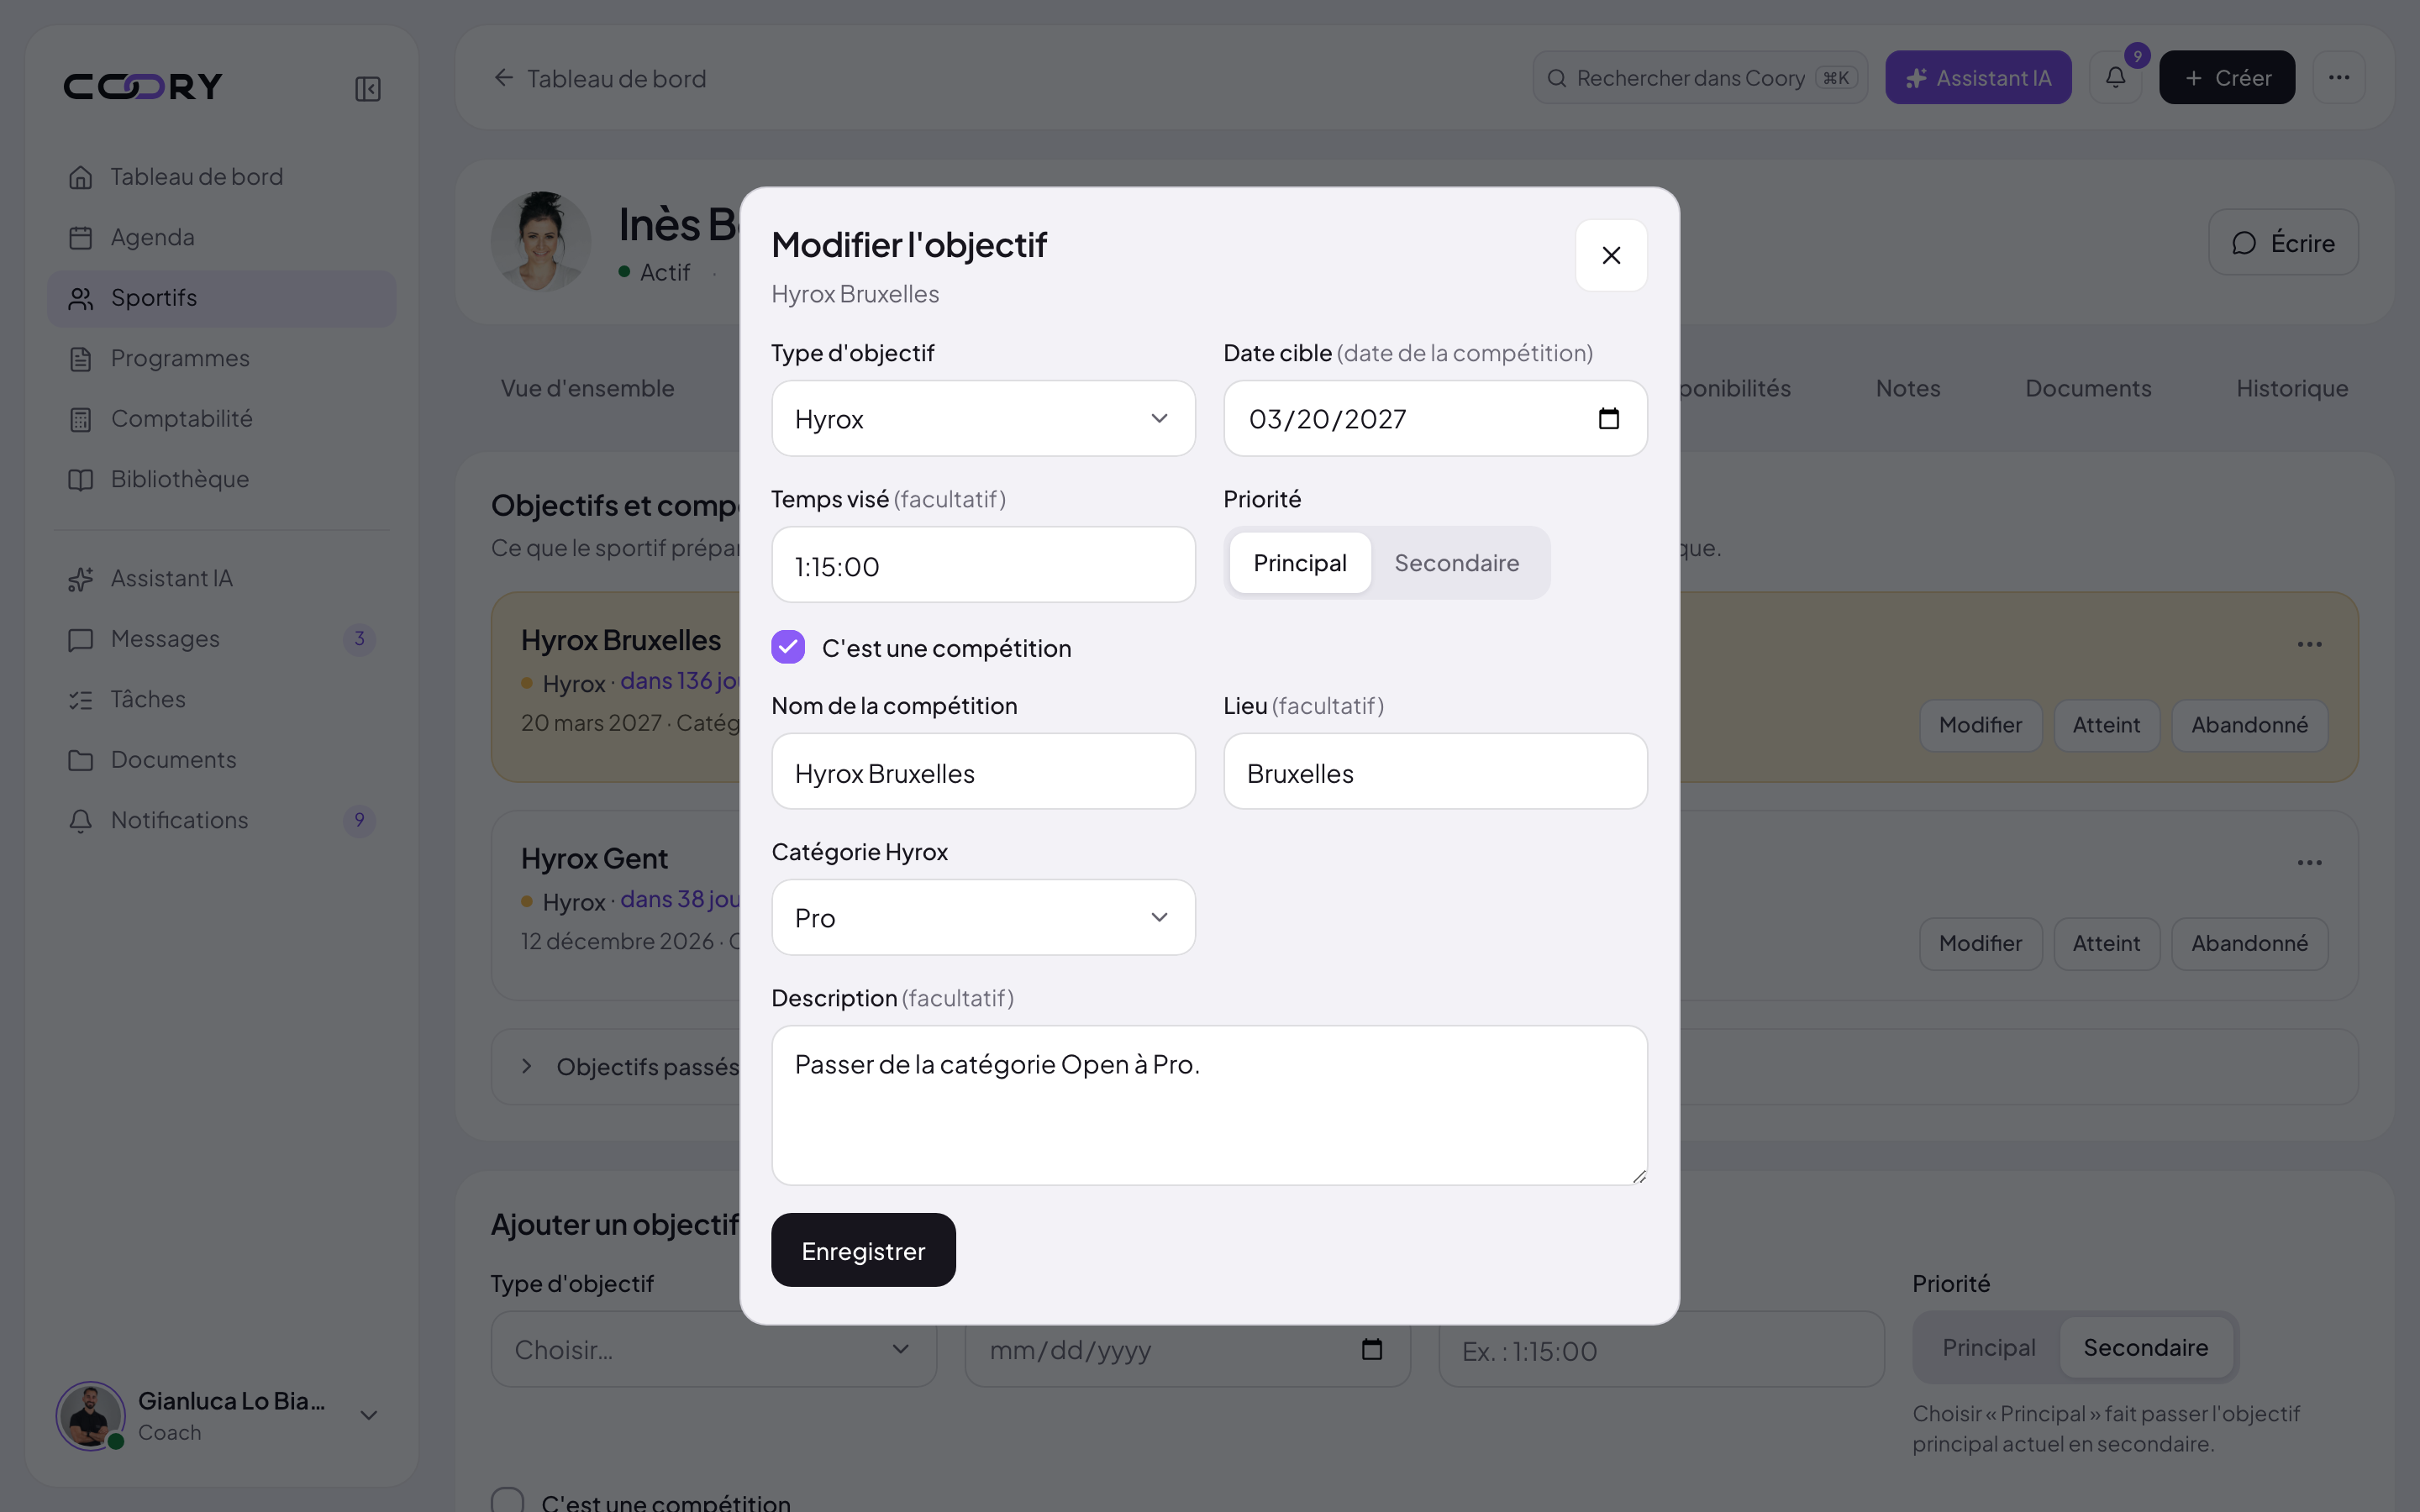 COORY
Tableau de bord
Agenda
Sportifs
Programmes
Comptabilité
Bibliothèque
Assistant IA
Messages 3
Tâches
Documents
Notifications 9
Gianluca Lo Bia...
Coach
Tableau de bord
Rechercher dans Coory ⌘K
Assistant IA
9
Créer
Inès
Actif ·
Écrire
Vue d'ensemble
Notes
Documents
Historique
Objectifs et
Ce que le sportif
Hyrox Bruxelles
Hyrox · dans 136
20 mars 2027 ·
Modifier
Atteint
Abandonné
Hyrox Gent
Hyrox · dans 38
12 décembre 2026 ·
Modifier
Atteint
Abandonné
Objectifs passés
Modifier l'objectif
Hyrox Bruxelles
Type d'objectif
Hyrox
Date cible (date de la compétition)
03/20/2027
Temps visé (facultatif)
1:15:00
Priorité
Principal
Secondaire
C'est une compétition
Nom de la compétition
Hyrox Bruxelles
Lieu (facultatif)
Bruxelles
Catégorie Hyrox
Pro
Description (facultatif)
Passer de la catégorie Open à Pro.
Enregistrer
Ajouter un objectif
Type d'objectif
Choisir...
mm/dd/yyyy
Ex. : 1:15:00
Priorité
Principal
Secondaire
Choisir « Principal » fait passer l'objectif
principal actuel en secondaire.
C'est une compétition